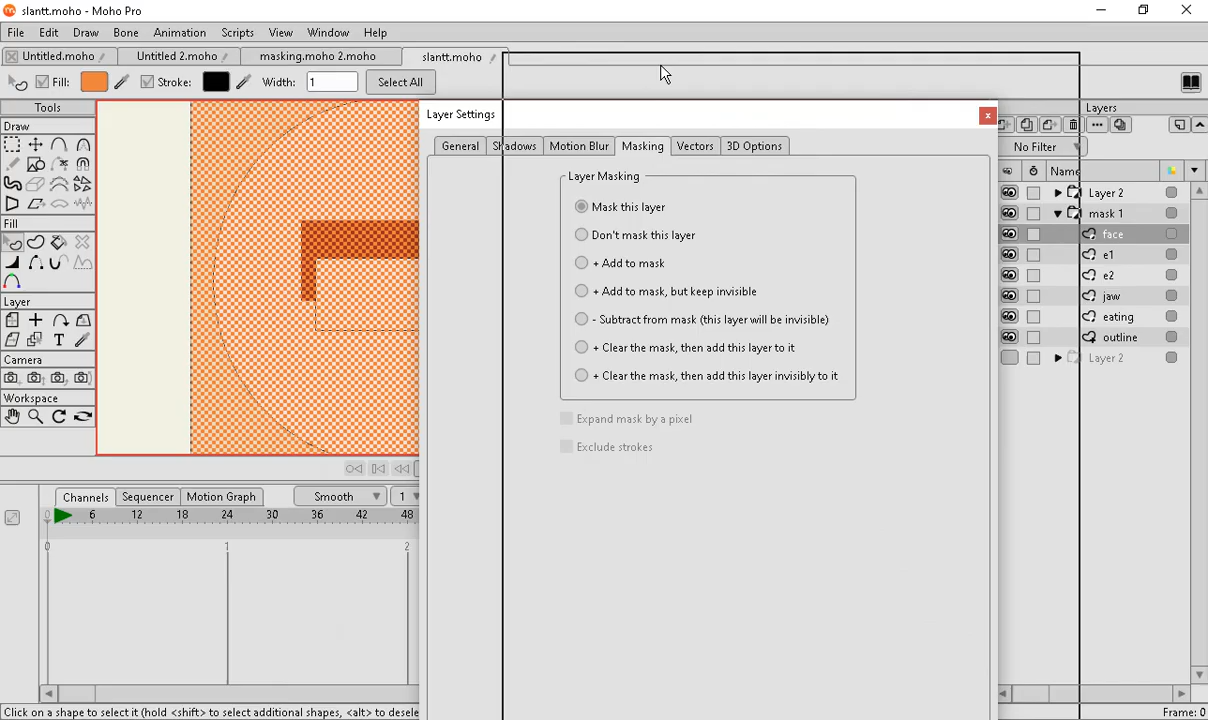 slantt.moho - Moho Pro
File Edit Draw Bone Animation Scripts View Window Help
Untitled.moho Untitled 2.moho masking.moho 2.moho slantt.moho
Fill: Stroke: Width: 1 Select All
Tools
Draw
Fill
Layer
Camera
Workspace
Layer Settings
General Shadows Motion Blur Masking Vectors 3D Options
Layer Masking
Mask this layer
Don't mask this layer
+ Add to mask
+ Add to mask, but keep invisible
- Subtract from mask (this layer will be invisible)
+ Clear the mask, then add this layer to it
+ Clear the mask, then add this layer invisibly to it
Expand mask by a pixel
Exclude strokes
Layers
No Filter
Name
Layer 2
mask 1
face
e1
e2
jaw
eating
outline
Layer 2
Channels Sequencer Motion Graph Smooth 1
0 6 12 18 24 30 36 42 48
0 1 2
Click on a shape to select it (hold <shift> to select additional shapes, <alt> to desele
Frame: 0